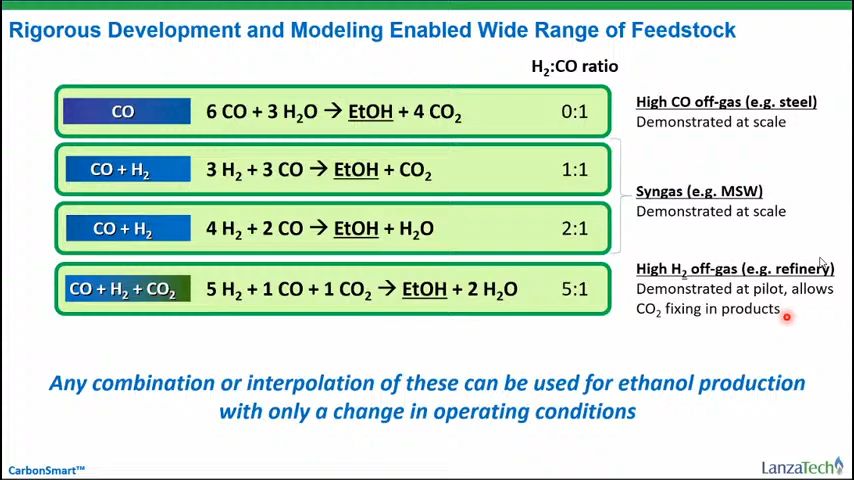 Rigorous Development and Modeling Enabled Wide Range of Feedstock
H₂:CO ratio
CO
6 CO + 3 H₂O → EtOH + 4 CO₂
0:1
High CO off-gas (e.g. steel)
Demonstrated at scale
CO + H₂
3 H₂ + 3 CO → EtOH + CO₂
1:1
Syngas (e.g. MSW)
Demonstrated at scale
CO + H₂
4 H₂ + 2 CO → EtOH + H₂O
2:1
CO + H₂ + CO₂
5 H₂ + 1 CO + 1 CO₂ → EtOH + 2 H₂O
5:1
High H₂ off-gas (e.g. refinery)
Demonstrated at pilot, allows
CO₂ fixing in products
Any combination or interpolation of these can be used for ethanol production
with only a change in operating conditions
CarbonSmart™
LanzaTech